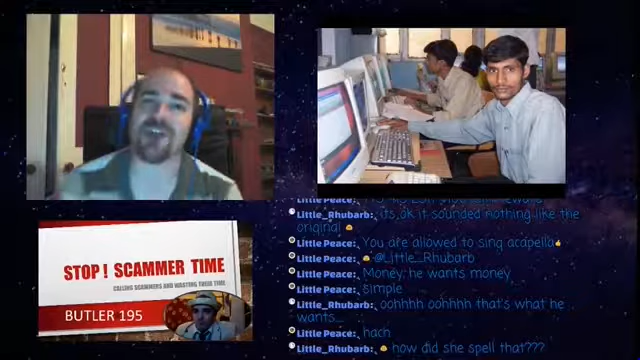 STOP! SCAMMER TIME
CALLING SCAMMERS AND WASTING THEIR TIME
BUTLER 195
Little Peace:
Little_Rhubarb: its ok it sounded nothing like the
original
Little Peace: You are allowed to sing acapella
Little Peace: @Little_Rhubarb
Little Peace: Money, he wants money
Little Peace: simple
Little_Rhubarb: oohhhh oohhhh that's what he
wants...
Little Peace: hach
Little_Rhubarb: how did she spell that???